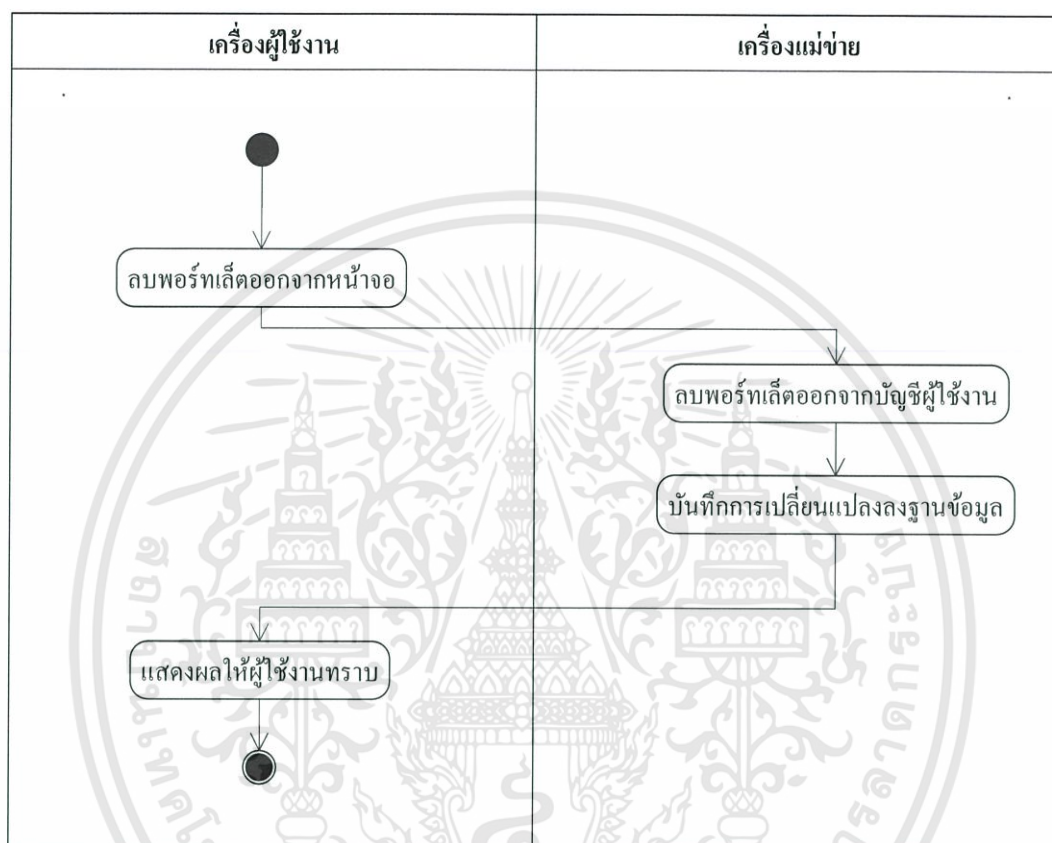 เครื่องผู้ใช้งาน
เครื่องแม่ข่าย
ลบพอร์ทเล็ตออกจากหน้าจอ
ลบพอร์ทเล็ตออกจากบัญชีผู้ใช้งาน
บันทึกการเปลี่ยนแปลงลงฐานข้อมูล
แสดงผลให้ผู้ใช้งานทราบ